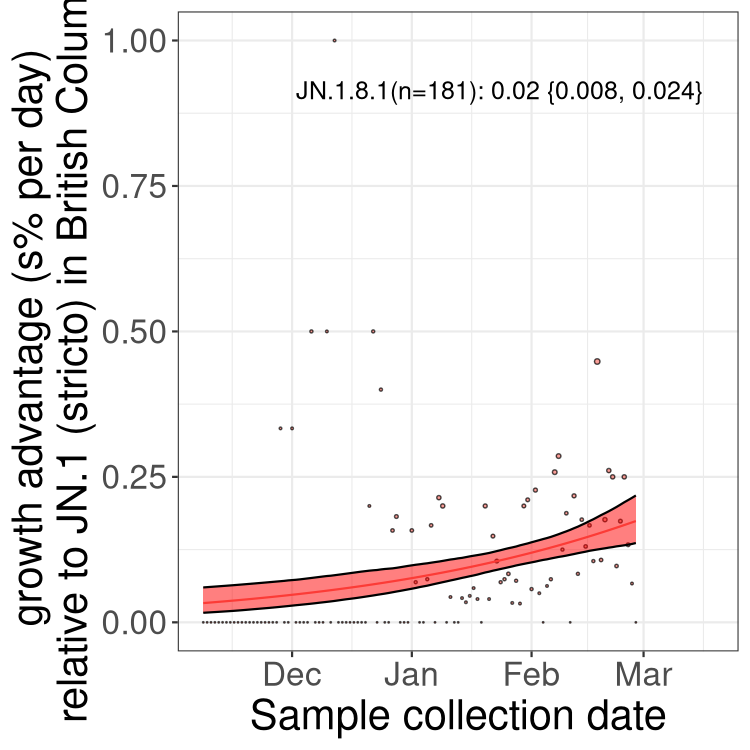 growth advantage (s% per day)
relative to JN.1 (stricto) in British Colum
1.00
0.75
0.50
0.25
0.00
JN.1.8.1(n=181): 0.02 {0.008, 0.024}
Dec Jan Feb Mar
Sample collection date